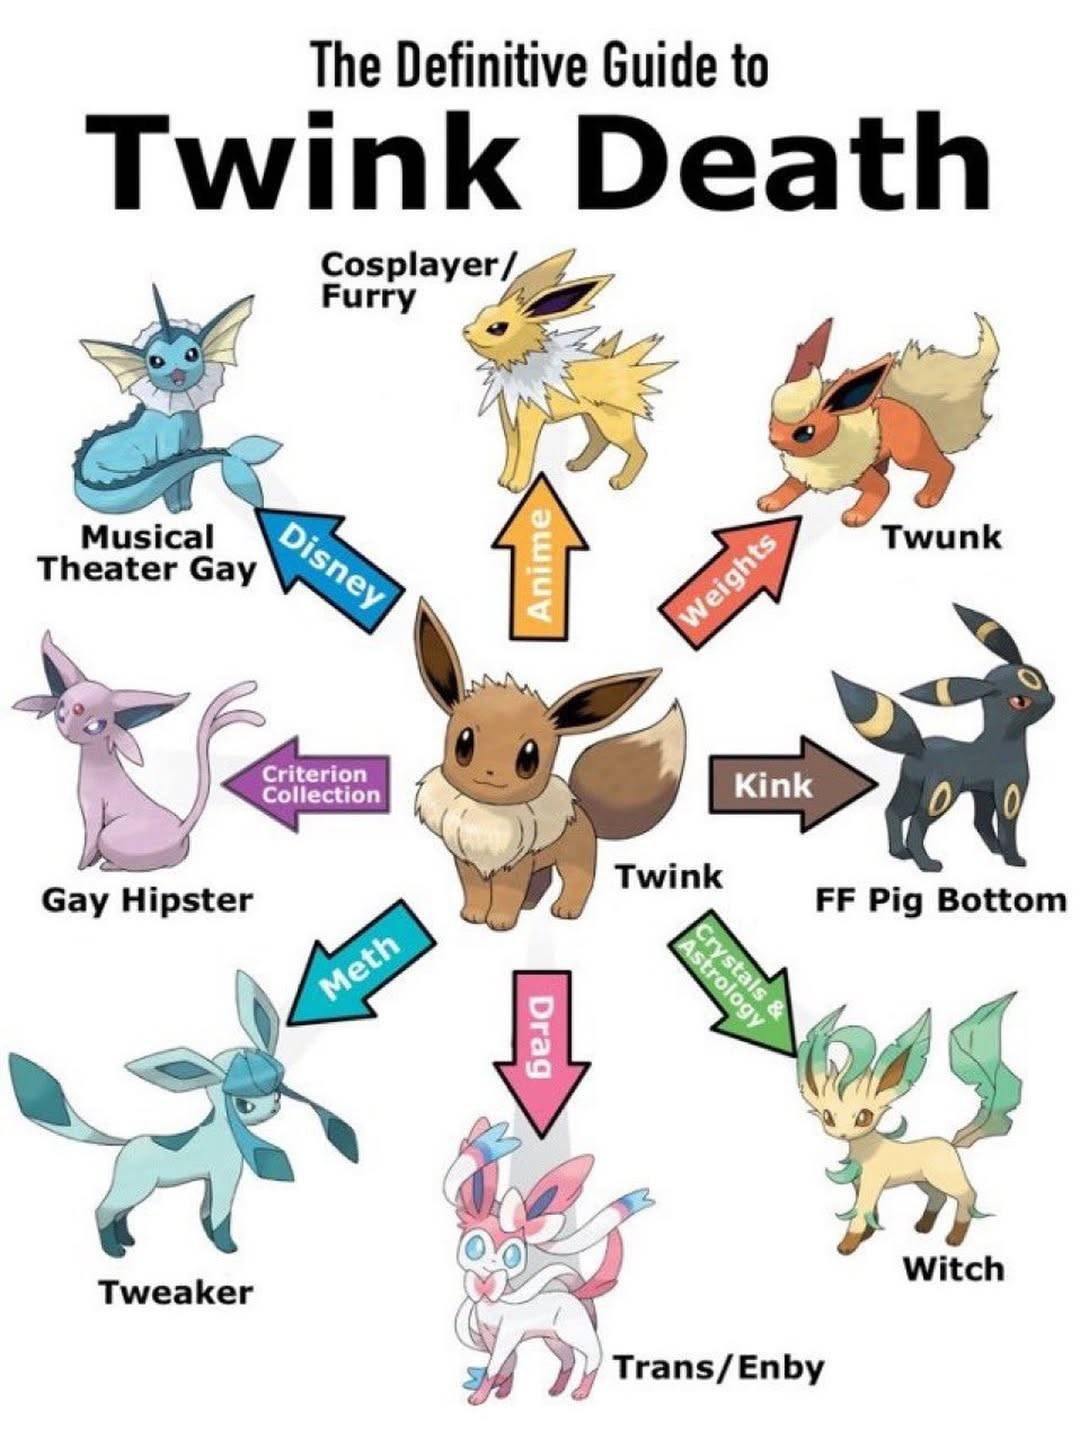 The Definitive Guide to
Twink Death
Cosplayer/
Furry
Musical
Theater Gay
Disney
Anime
Weights
Twunk
Criterion
Collection
Gay Hipster
Twink
Kink
FF Pig Bottom
Meth
Tweaker
Drag
Trans/Enby
Crystals &
Astrology
Witch